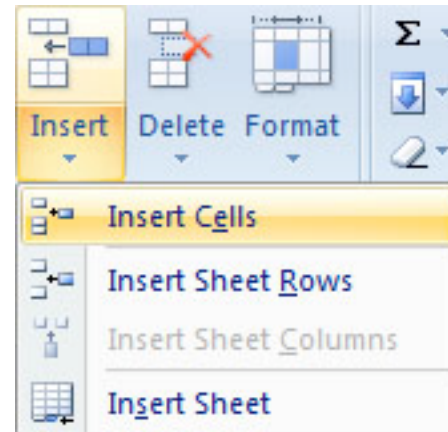 Σ
Insert Delete Format
Insert Cells
Insert Sheet Rows
Insert Sheet Columns
Insert Sheet